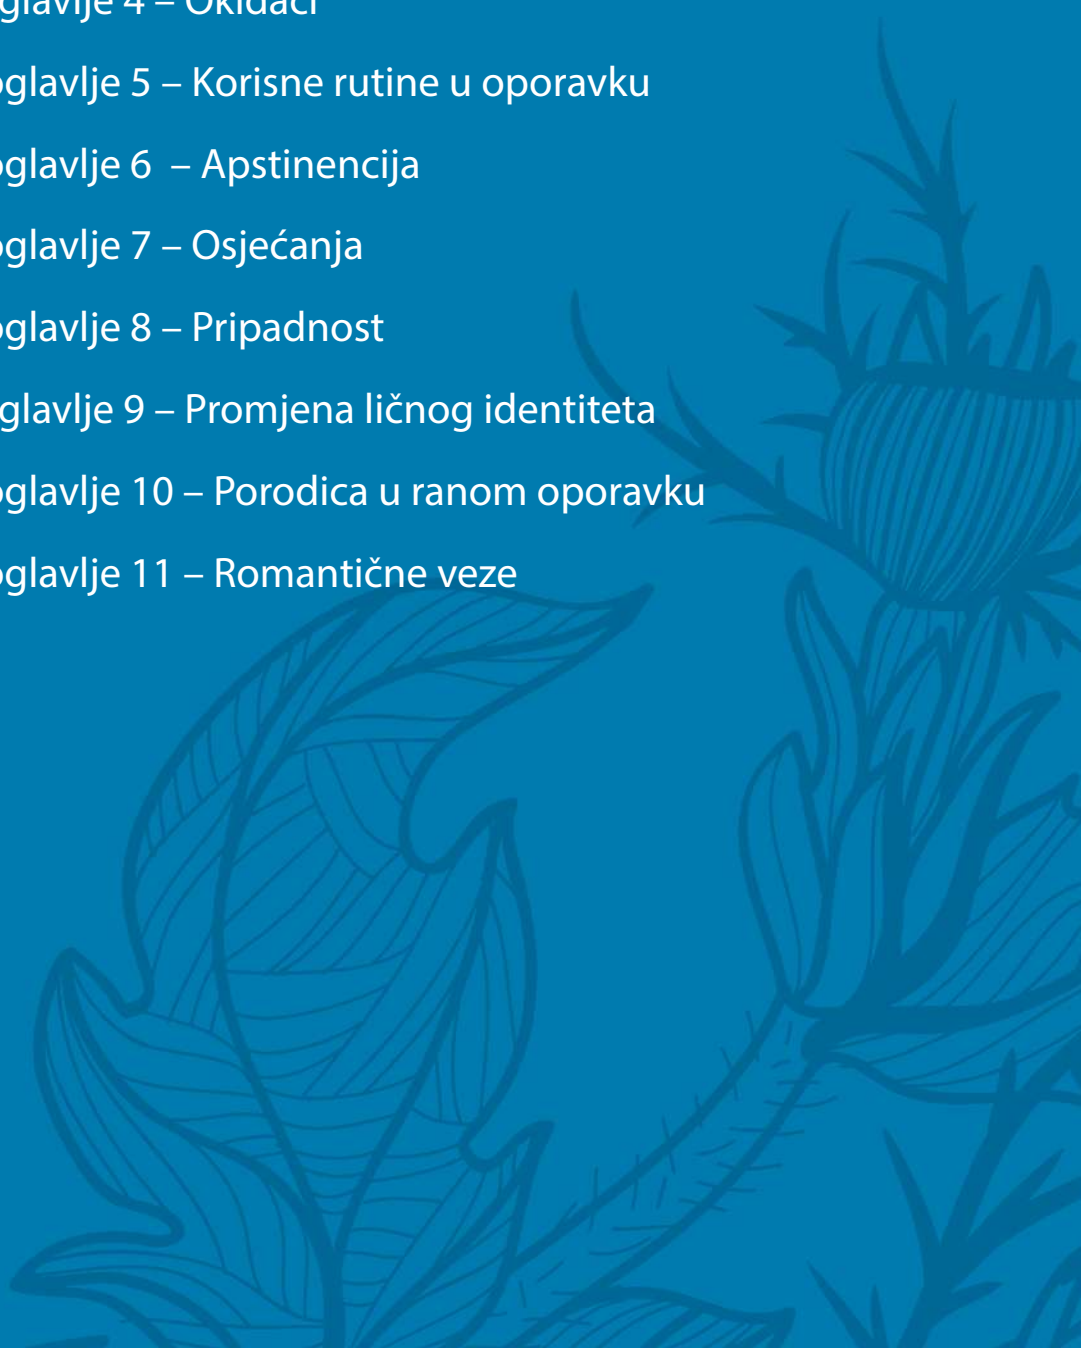 glavlje 4 – Okidači
oglavlje 5 – Korisne rutine u oporavku
oglavlje 6 – Apstinencija
oglavlje 7 – Osjećanja
oglavlje 8 – Pripadnost
glavlje 9 – Promjena ličnog identiteta
oglavlje 10 – Porodica u ranom oporavku
oglavlje 11 – Romantične veze